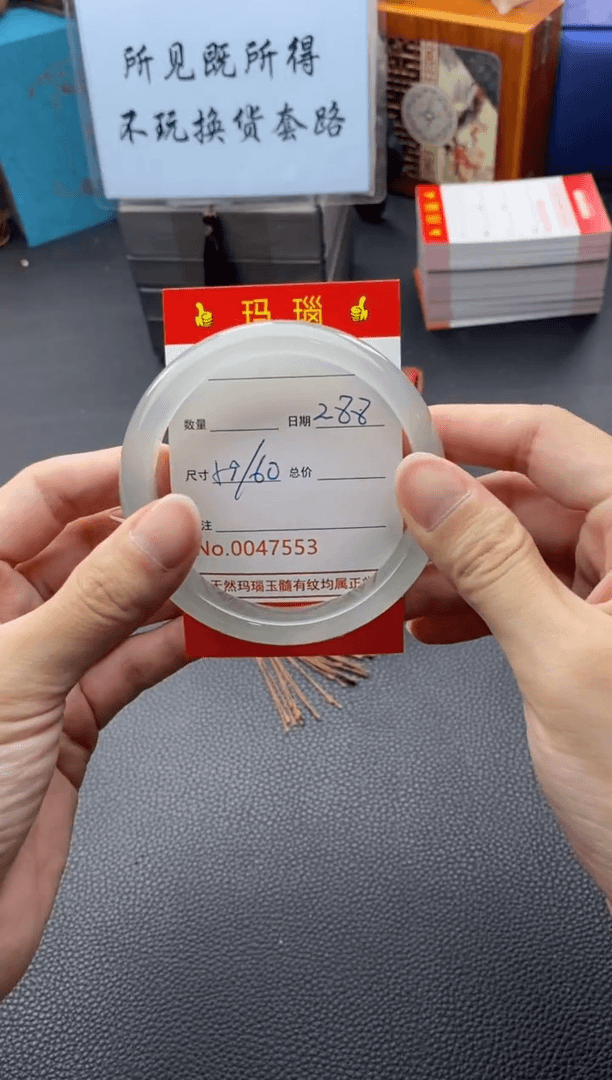 所见既所得
不玩换货套路
玛瑙
数量 日期 288
尺寸 59/60 总价
注
No.0047553
天然玛瑙玉髓有纹均属正常